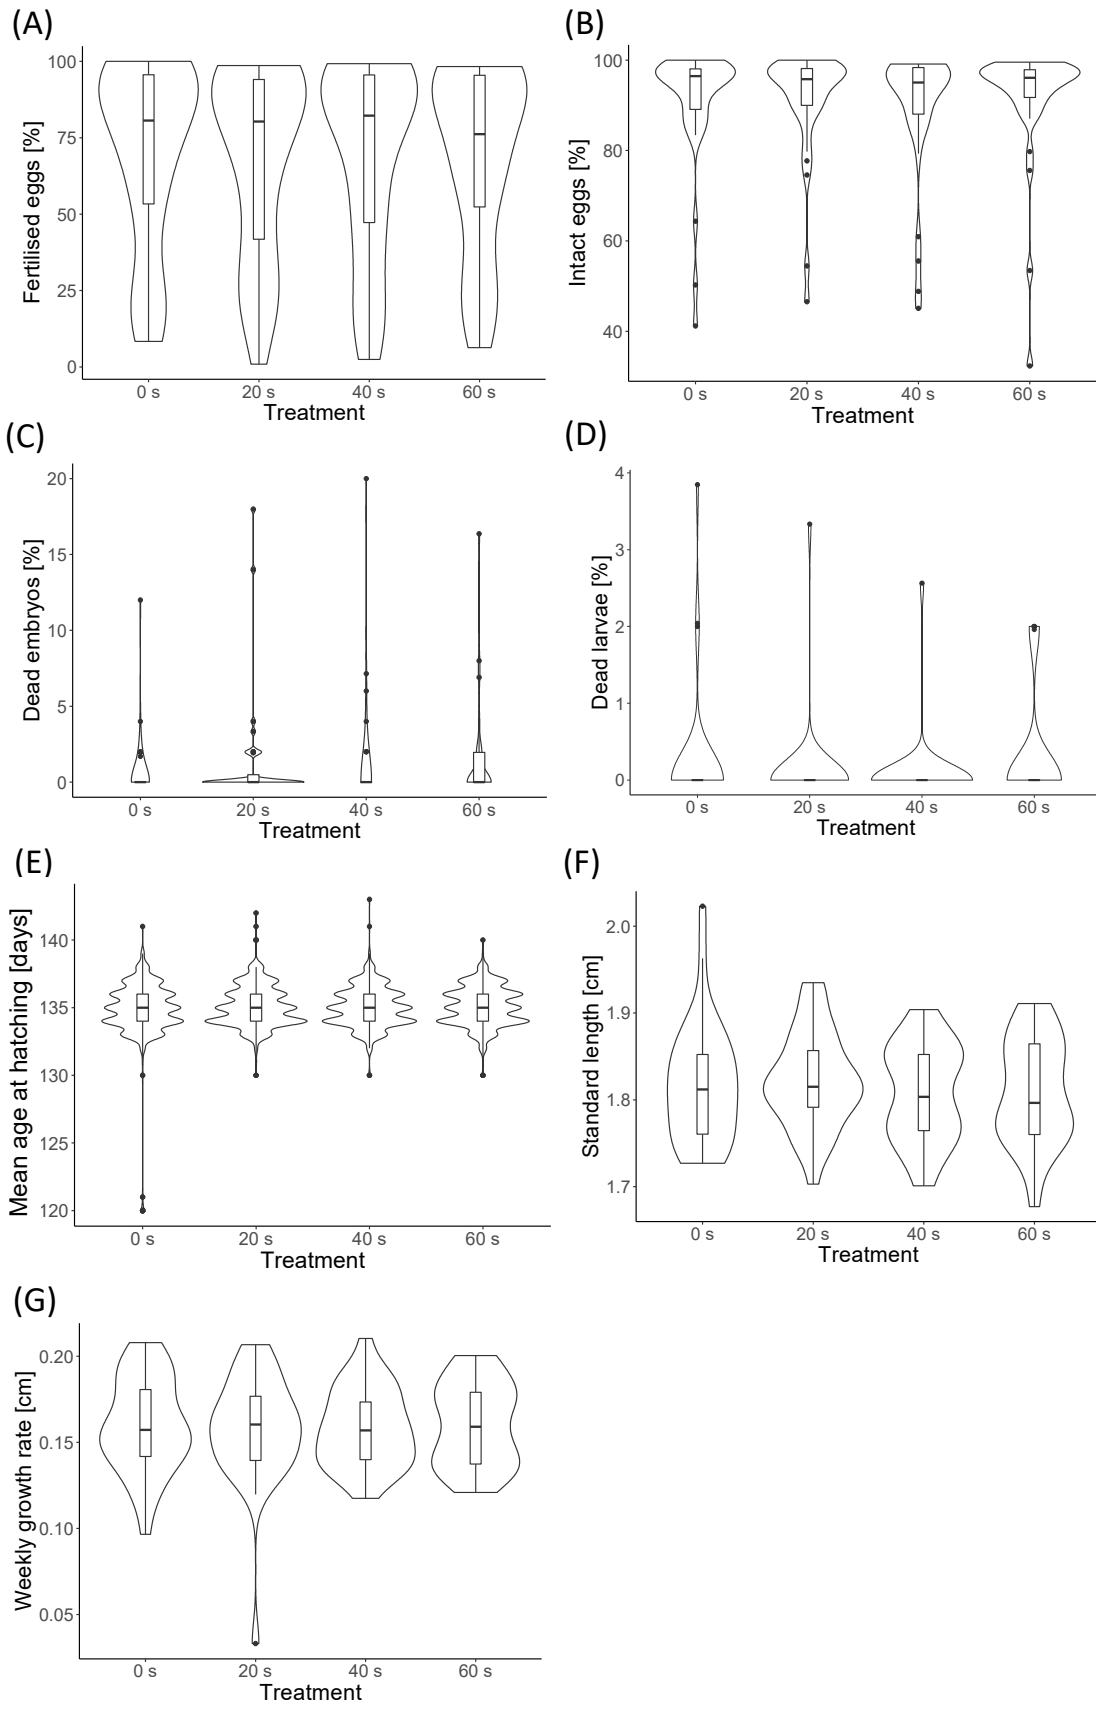 (A)
Fertilised eggs [%]
100
75
50
25
0
0 s 20 s 40 s 60 s
Treatment
(B)
Intact eggs [%]
100
80
60
40
0 s 20 s 40 s 60 s
Treatment
(C)
Dead embryos [%]
20
15
10
5
0
0 s 20 s 40 s 60 s
Treatment
(D)
Dead larvae [%]
4
3
2
1
0
0 s 20 s 40 s 60 s
Treatment
(E)
Mean age at hatching [days]
140
135
130
125
120
0 s 20 s 40 s 60 s
Treatment
(F)
Standard length [cm]
2.0
1.9
1.8
1.7
0 s 20 s 40 s 60 s
Treatment
(G)
Weekly growth rate [cm]
0.20
0.15
0.10
0.05
0 s 20 s 40 s 60 s
Treatment